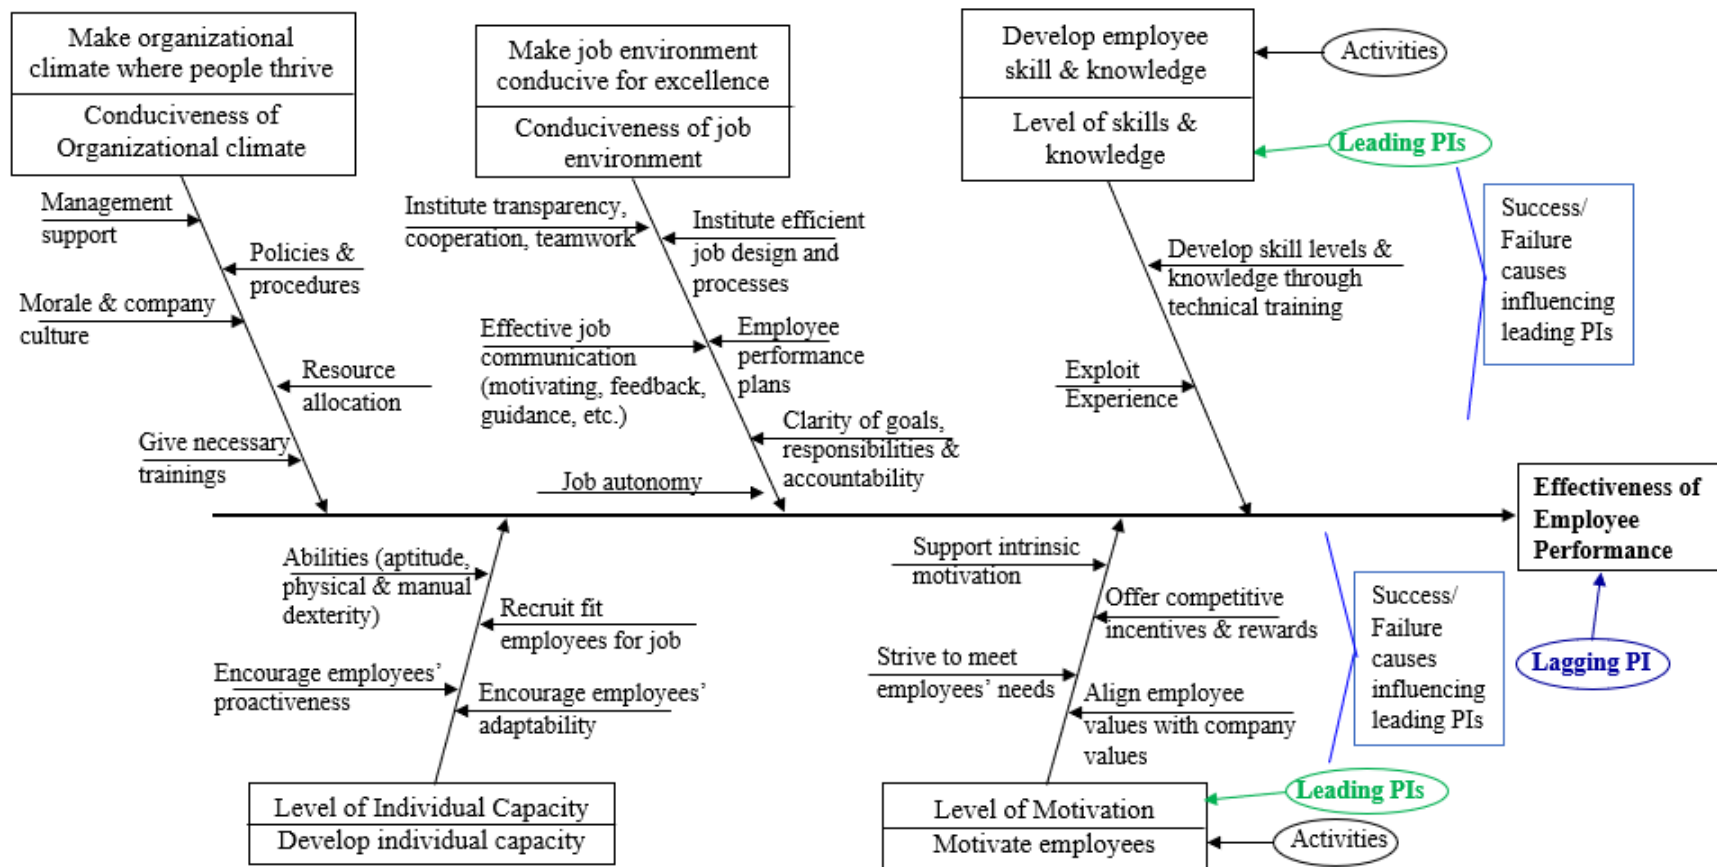 Make organizational
climate where people thrive
Conduciveness of
Organizational climate
Make job environment
conducive for excellence
Conduciveness of job
environment
Develop employee
skill & knowledge
Level of skills &
knowledge
Activities
Leading PIs
Success/
Failure
causes
influencing
leading PIs
Management
support
Policies &
procedures
Morale & company
culture
Resource
allocation
Give necessary
trainings
Institute transparency,
cooperation, teamwork
Institute efficient
job design and
processes
Effective job
communication
(motivating, feedback,
guidance, etc.)
Employee
performance
plans
Clarity of goals,
responsibilities &
accountability
Job autonomy
Develop skill levels &
knowledge through
technical training
Exploit
Experience
Effectiveness of
Employee
Performance
Lagging PI
Abilities (aptitude,
physical & manual
dexterity)
Recruit fit
employees for job
Encourage employees’
proactiveness
Encourage employees’
adaptability
Level of Individual Capacity
Develop individual capacity
Support intrinsic
motivation
Offer competitive
incentives & rewards
Strive to meet
employees’ needs
Align employee
values with company
values
Level of Motivation
Motivate employees
Success/
Failure
causes
influencing
leading PIs
Leading PIs
Activities